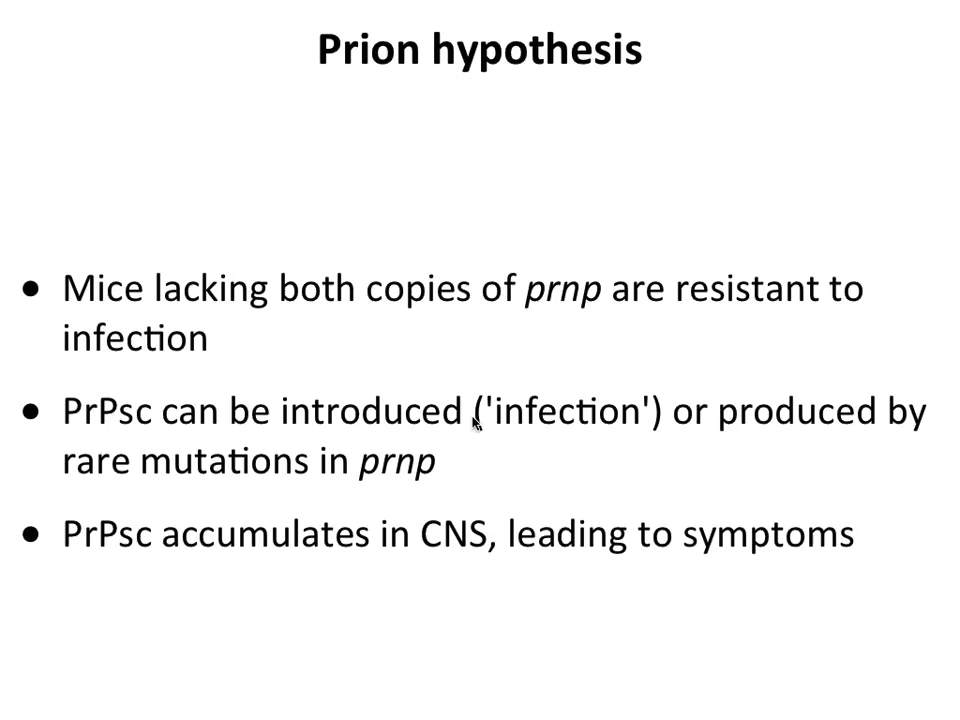 Prion hypothesis
● Mice lacking both copies of prnp are resistant to
infection
● PrPsc can be introduced ('infection') or produced by
rare mutations in prnp
● PrPsc accumulates in CNS, leading to symptoms